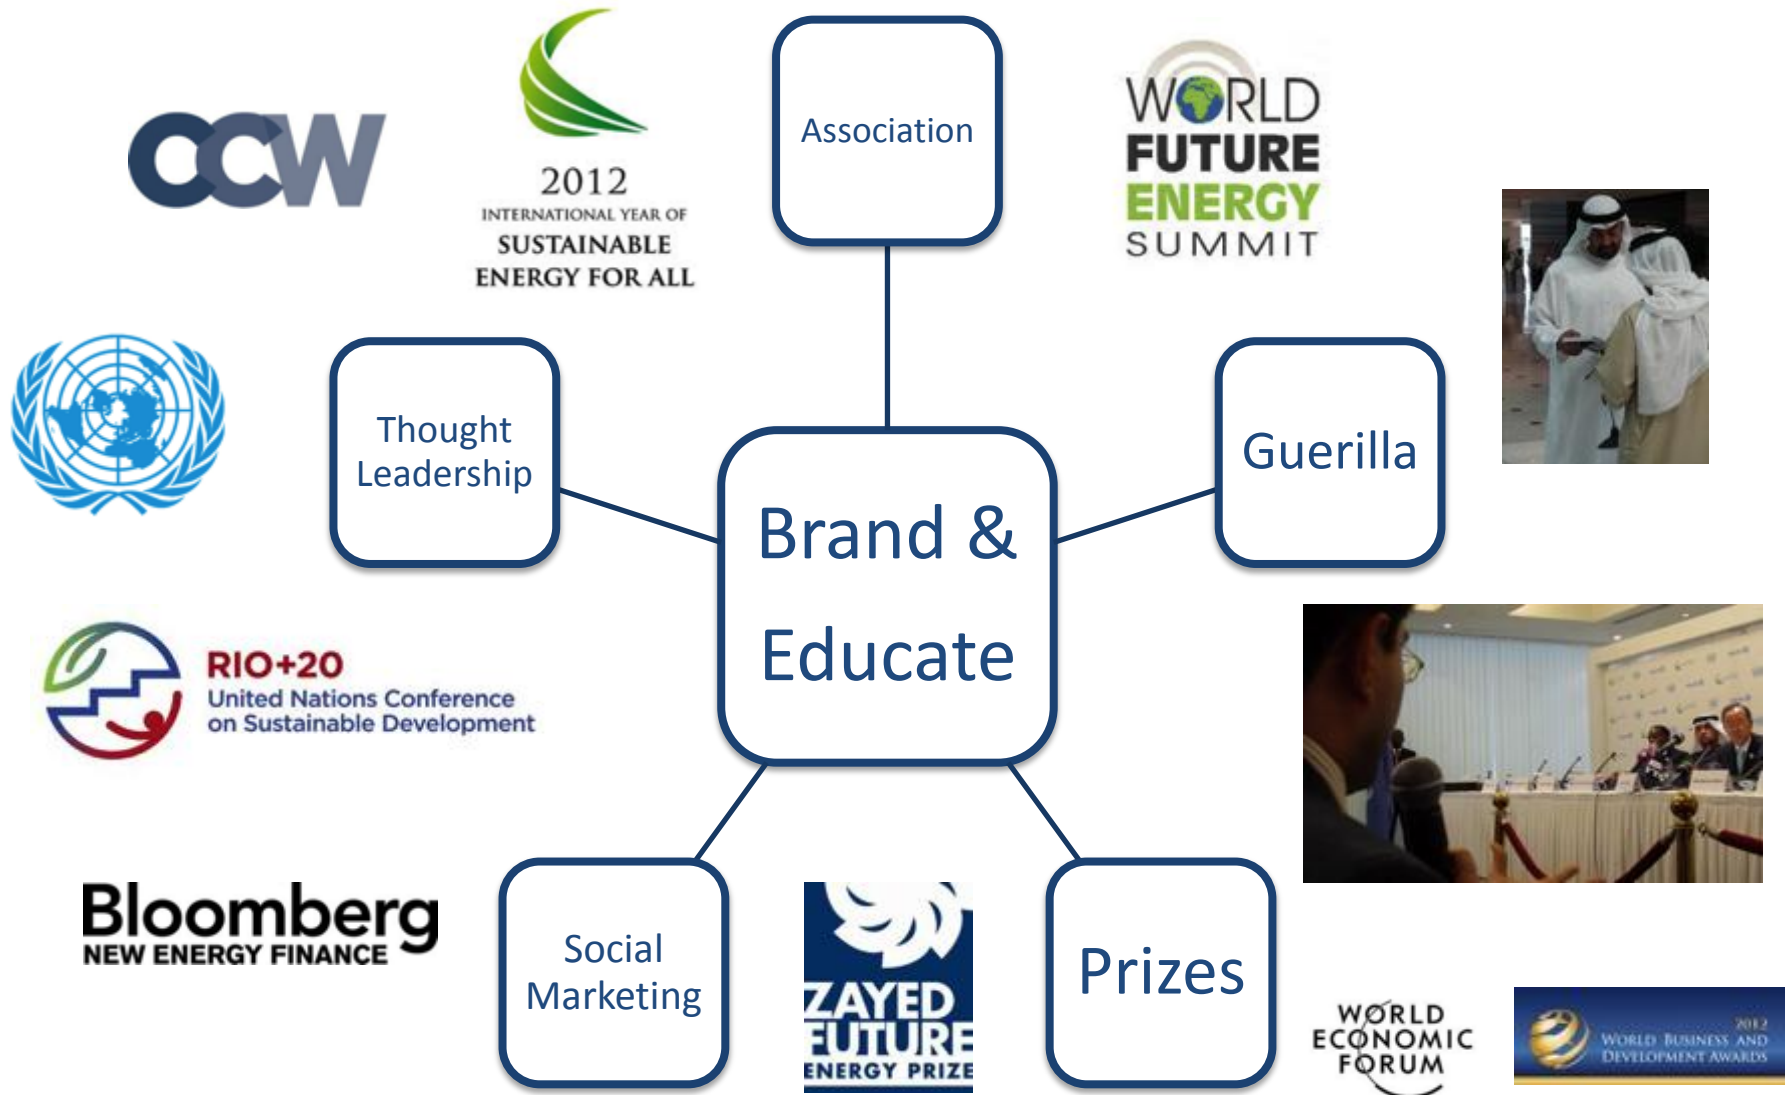 CCW
2012
INTERNATIONAL YEAR OF
SUSTAINABLE
ENERGY FOR ALL
Association
WORLD
FUTURE
ENERGY
SUMMIT
Thought
Leadership
Guerilla
Brand &
Educate
RIO+20
United Nations Conference
on Sustainable Development
Bloomberg
NEW ENERGY FINANCE
Social
Marketing
ZAYED
FUTURE
ENERGY PRIZE
Prizes
WORLD
ECONOMIC
FORUM
2012
WORLD BUSINESS AND
DEVELOPMENT AWARDS